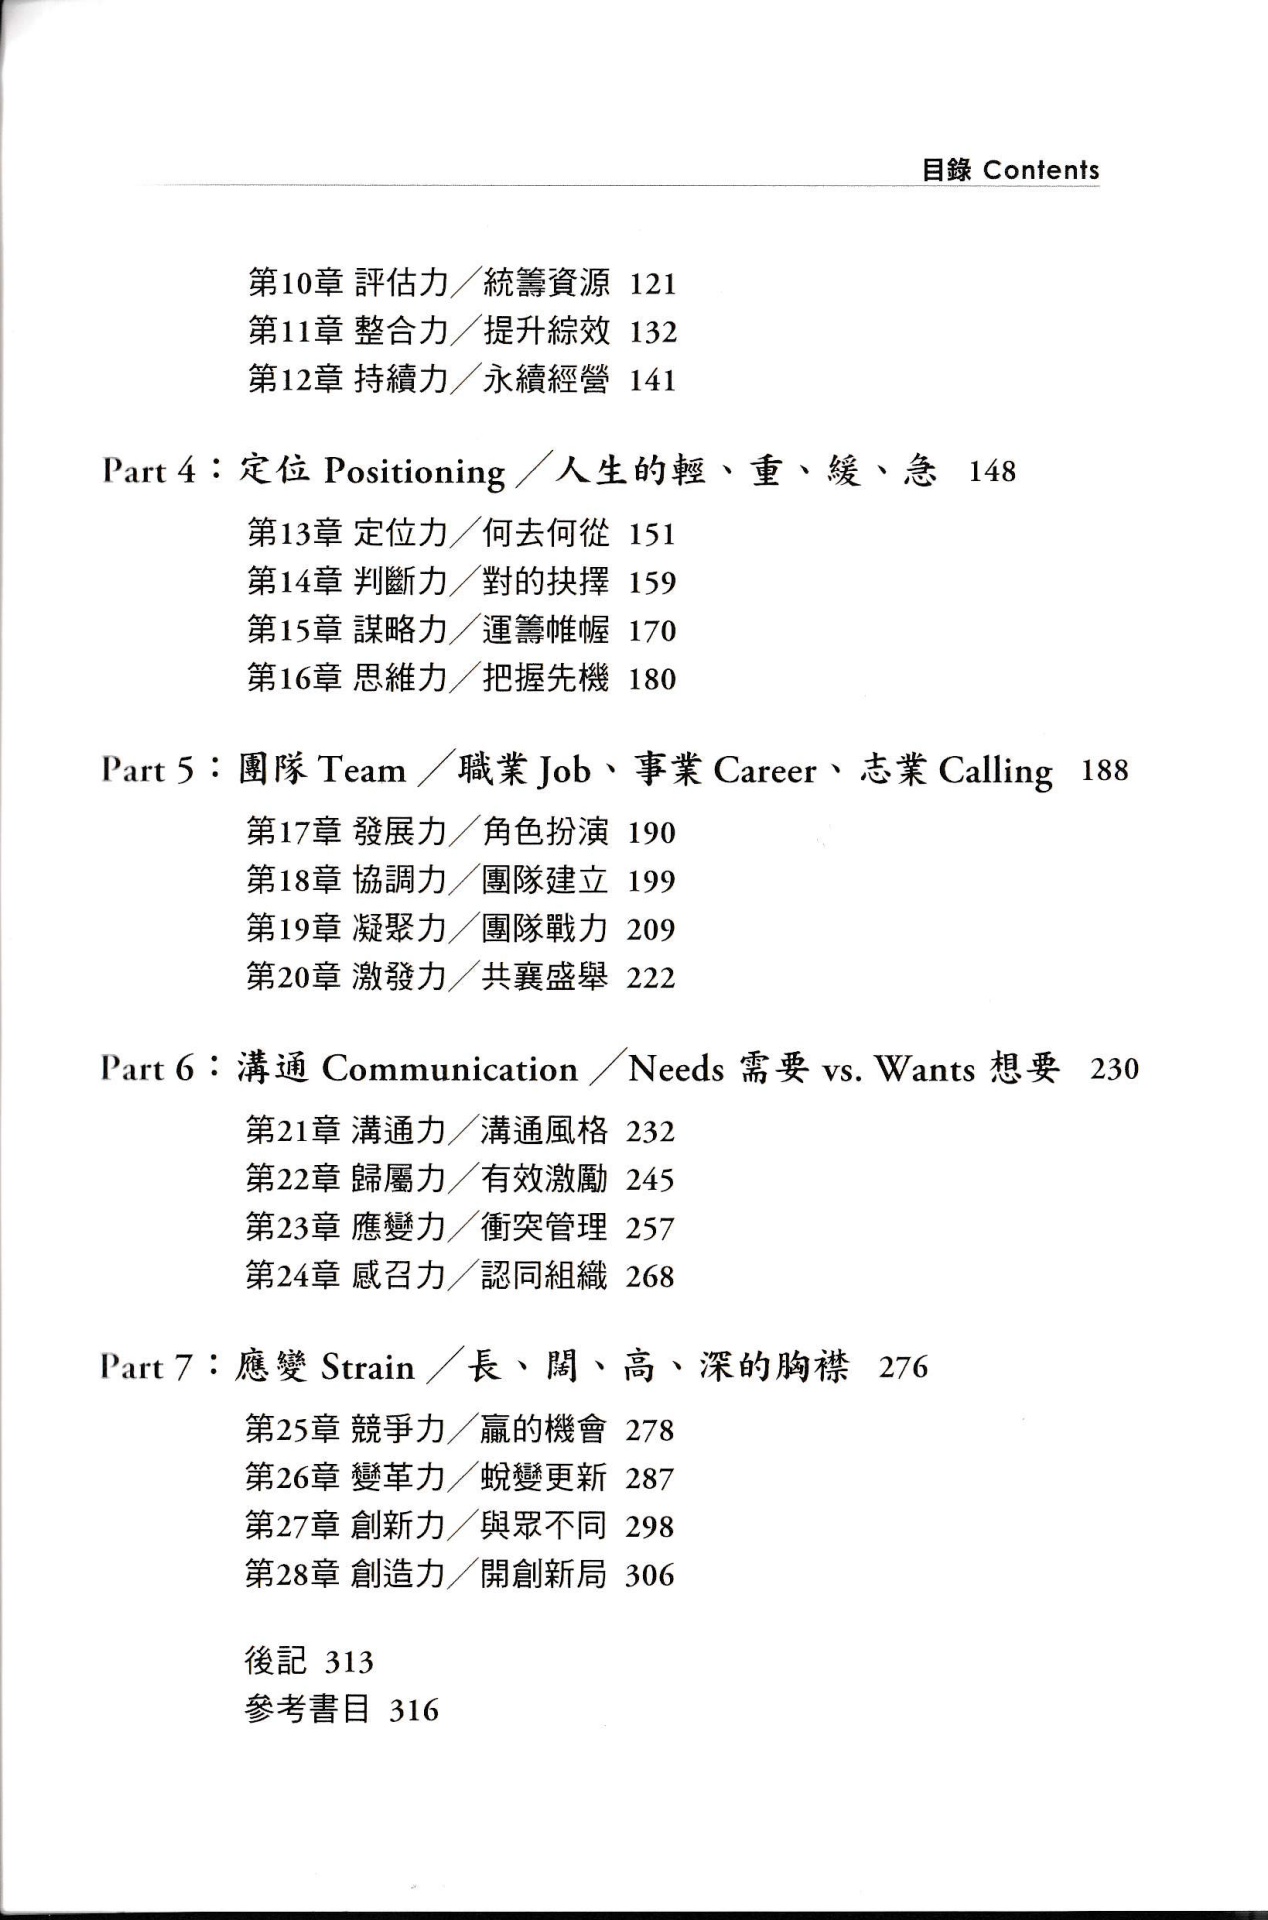 目錄 Contents
第10章 評估力／統籌資源 121
第11章 整合力／提升綜效 132
第12章 持續力／永續經營 141
Part 4：定位 Positioning／人生的輕、重、緩、急 148
第13章 定位力／何去何從 151
第14章 判斷力／對的抉擇 159
第15章 謀略力／運籌帷幄 170
第16章 思維力／把握先機 180
Part 5：團隊 Team／職業 Job、事業 Career、志業 Calling 188
第17章 發展力／角色扮演 190
第18章 協調力／團隊建立 199
第19章 凝聚力／團隊戰力 209
第20章 激發力／共襄盛舉 222
Part 6：溝通 Communication／Needs 需要 vs. Wants 想要 230
第21章 溝通力／溝通風格 232
第22章 歸屬力／有效激勵 245
第23章 應變力／衝突管理 257
第24章 感召力／認同組織 268
Part 7：應變 Strain／長、闊、高、深的胸襟 276
第25章 競爭力／贏的機會 278
第26章 變革力／蛻變更新 287
第27章 創新力／與眾不同 298
第28章 創造力／開創新局 306
後記 313
參考書目 316